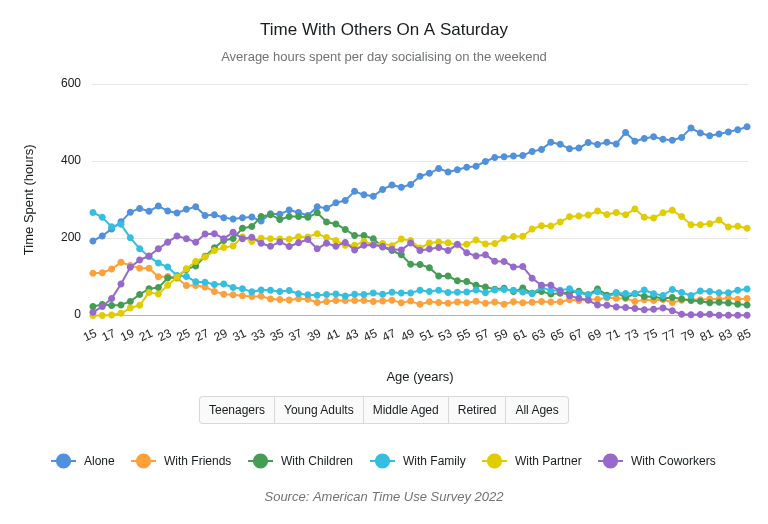 Time With Others On A Saturday
Average hours spent per day socialising on the weekend
Time Spent (hours)
600
400
200
0
15 17 19 21 23 25 27 29 31 33 35 37 39 41 43 45 47 49 51 53 55 57 59 61 63 65 67 69 71 73 75 77 79 81 83 85
Age (years)
Teenagers Young Adults Middle Aged Retired All Ages
Alone With Friends With Children With Family With Partner With Coworkers
Source: American Time Use Survey 2022